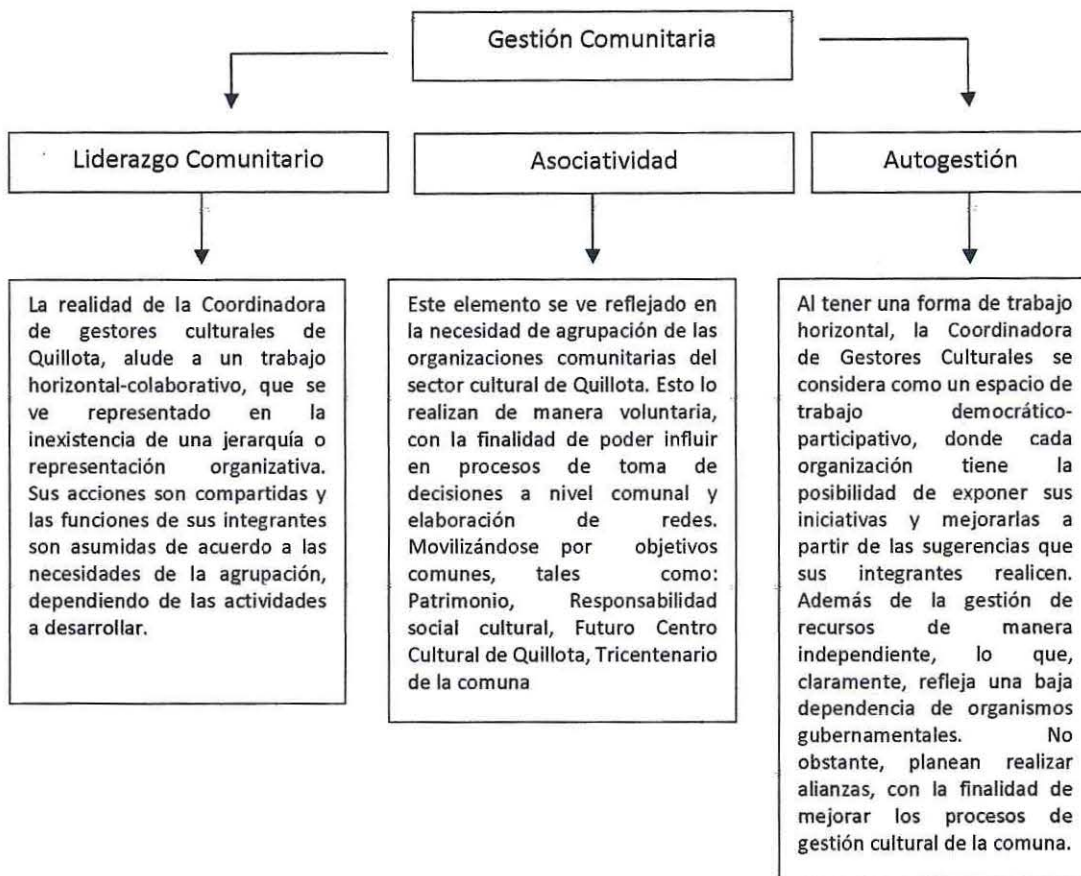 Gestión Comunitaria
Liderazgo Comunitario
Asociatividad
Autogestión
La realidad de la Coordinadora
de gestores culturales de
Quillota, alude a un trabajo
horizontal-colaborativo, que se
ve representado en la
inexistencia de una jerarquía o
representación organizativa.
Sus acciones son compartidas y
las funciones de sus integrantes
son asumidas de acuerdo a las
necesidades de la agrupación,
dependiendo de las actividades
a desarrollar.
Este elemento se ve reflejado en
la necesidad de agrupación de las
organizaciones comunitarias del
sector cultural de Quillota. Esto lo
realizan de manera voluntaria,
con la finalidad de poder influir
en procesos de toma de
decisiones a nivel comunal y
elaboración de redes.
Movilizándose por objetivos
comunes, tales como:
Patrimonio, Responsabilidad
social cultural, Futuro Centro
Cultural de Quillota, Tricentenario
de la comuna
Al tener una forma de trabajo
horizontal, la Coordinadora
de Gestores Culturales se
considera como un espacio de
trabajo democrático-
participativo, donde cada
organización tiene la
posibilidad de exponer sus
iniciativas y mejorarlas a
partir de las sugerencias que
sus integrantes realicen.
Además de la gestión de
recursos de manera
independiente, lo que,
claramente, refleja una baja
dependencia de organismos
gubernamentales. No
obstante, planean realizar
alianzas, con la finalidad de
mejorar los procesos de
gestión cultural de la comuna.